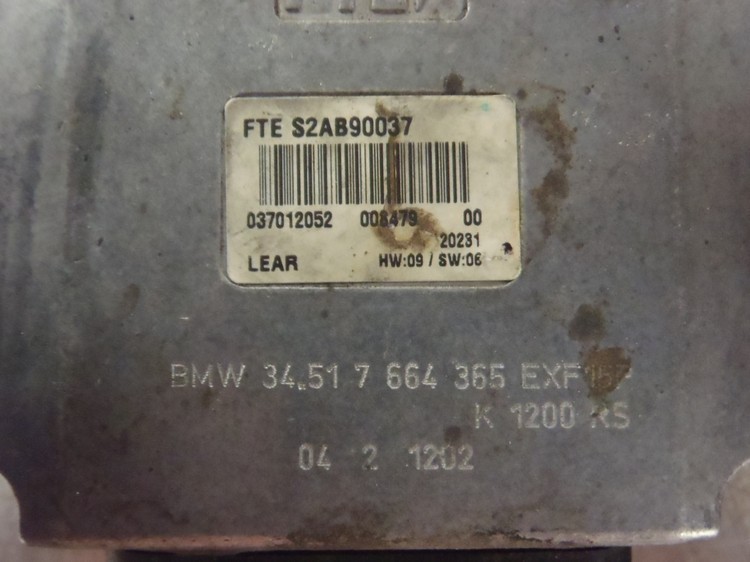 FTE S2AB90037
037012052 008479 00
20231
LEAR HW:09 / SW:06
BMW 34.51 7 664 365
K 1200 RS
04 2 1202